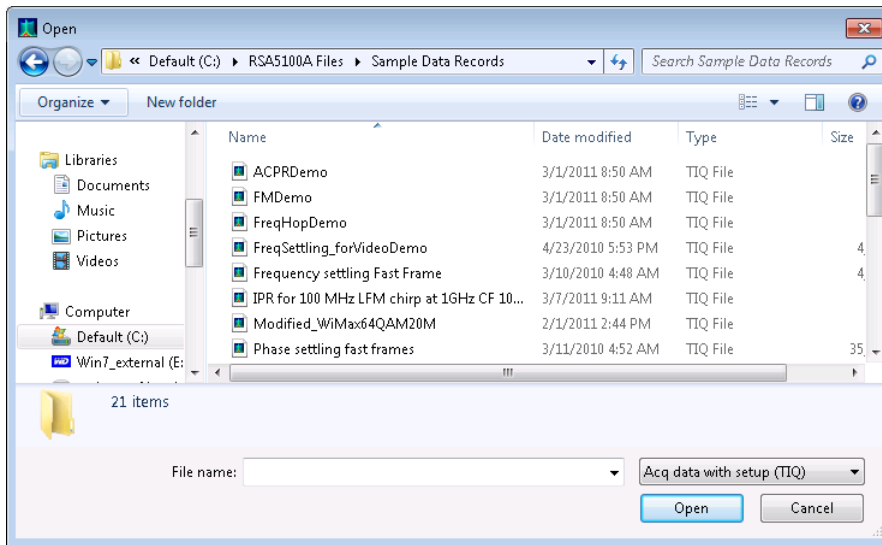 Open
« Default (C:) ▸ RSA5100A Files ▸ Sample Data Records
Search Sample Data Records
Organize
New folder
Name Date modified Type Size
Libraries
Documents
Music
Pictures
Videos
Computer
Default (C:)
Win7_external (E:
ACPRDemo 3/1/2011 8:50 AM TIQ File
FMDemo 3/1/2011 8:50 AM TIQ File
FreqHopDemo 3/1/2011 8:50 AM TIQ File
FreqSettling_forVideoDemo 4/23/2010 5:53 PM TIQ File 4,
Frequency settling Fast Frame 3/10/2010 4:48 AM TIQ File 4,
IPR for 100 MHz LFM chirp at 1GHz CF 10... 3/7/2011 9:11 AM TIQ File
Modified_WiMax64QAM20M 2/1/2011 2:44 PM TIQ File
Phase settling fast frames 3/11/2010 4:52 AM TIQ File 35,
21 items
File name:
Acq data with setup (TIQ)
Open
Cancel